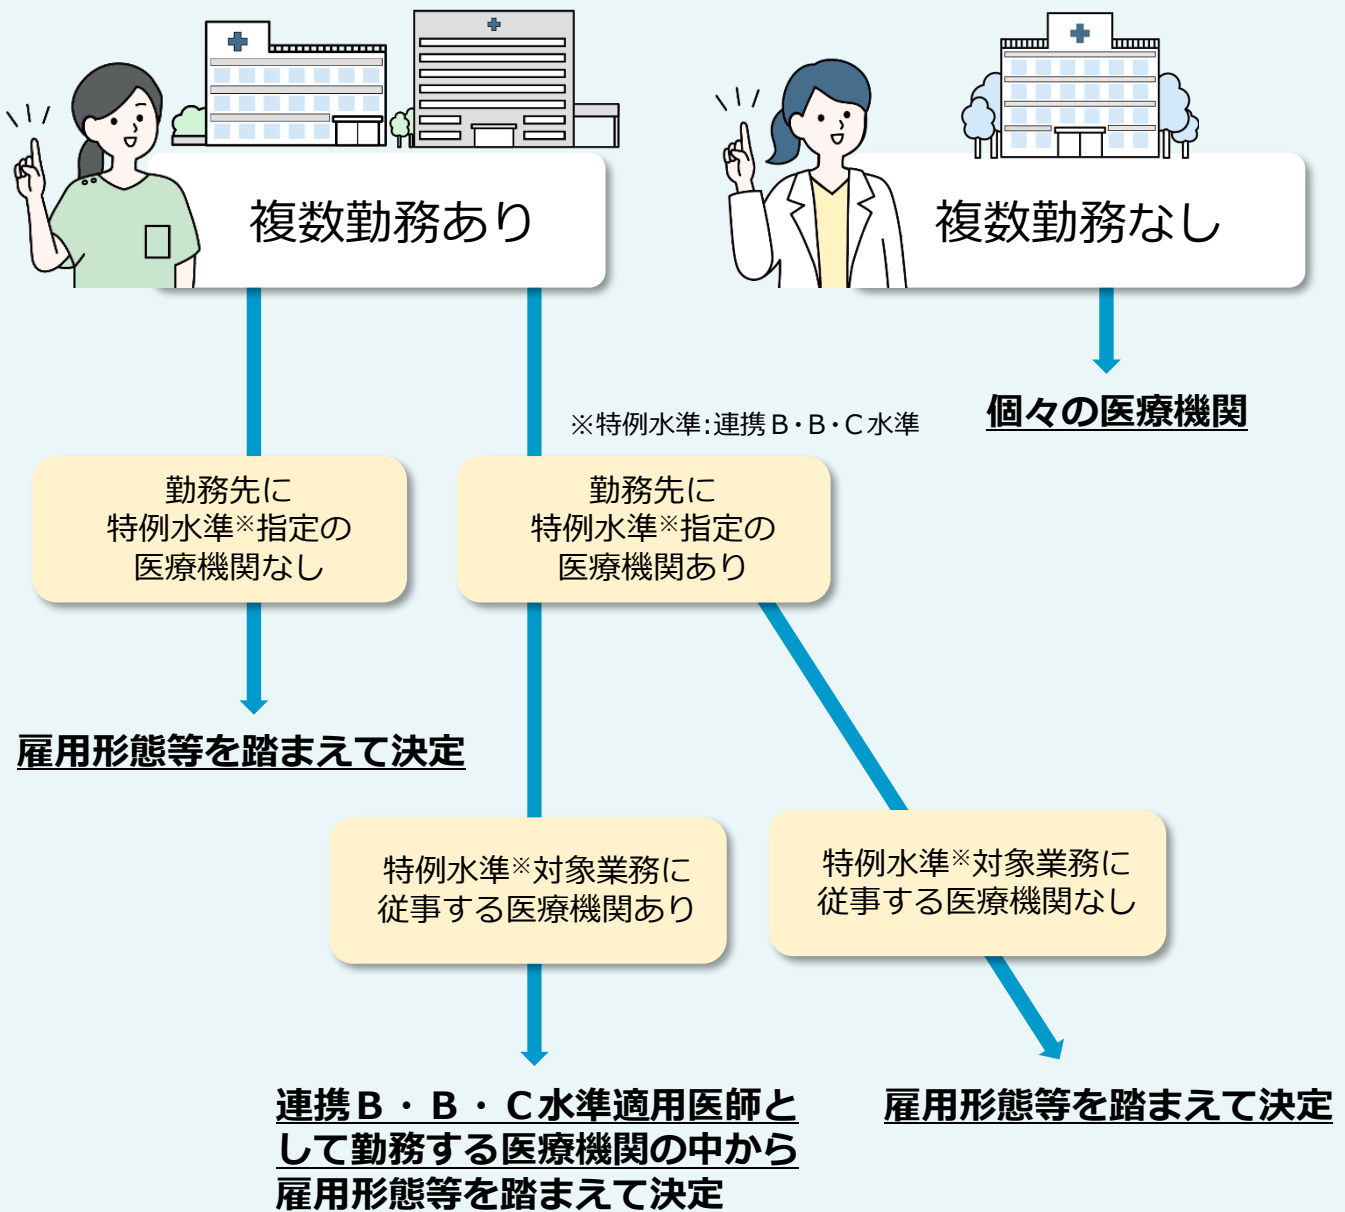 複数勤務あり
複数勤務なし
個々の医療機関
※特例水準:連携B・B・C水準
勤務先に
特例水準※指定の
医療機関なし
勤務先に
特例水準※指定の
医療機関あり
雇用形態等を踏まえて決定
特例水準※対象業務に
従事する医療機関あり
特例水準※対象業務に
従事する医療機関なし
連携B・B・C水準適用医師と
して勤務する医療機関の中から
雇用形態等を踏まえて決定
雇用形態等を踏まえて決定